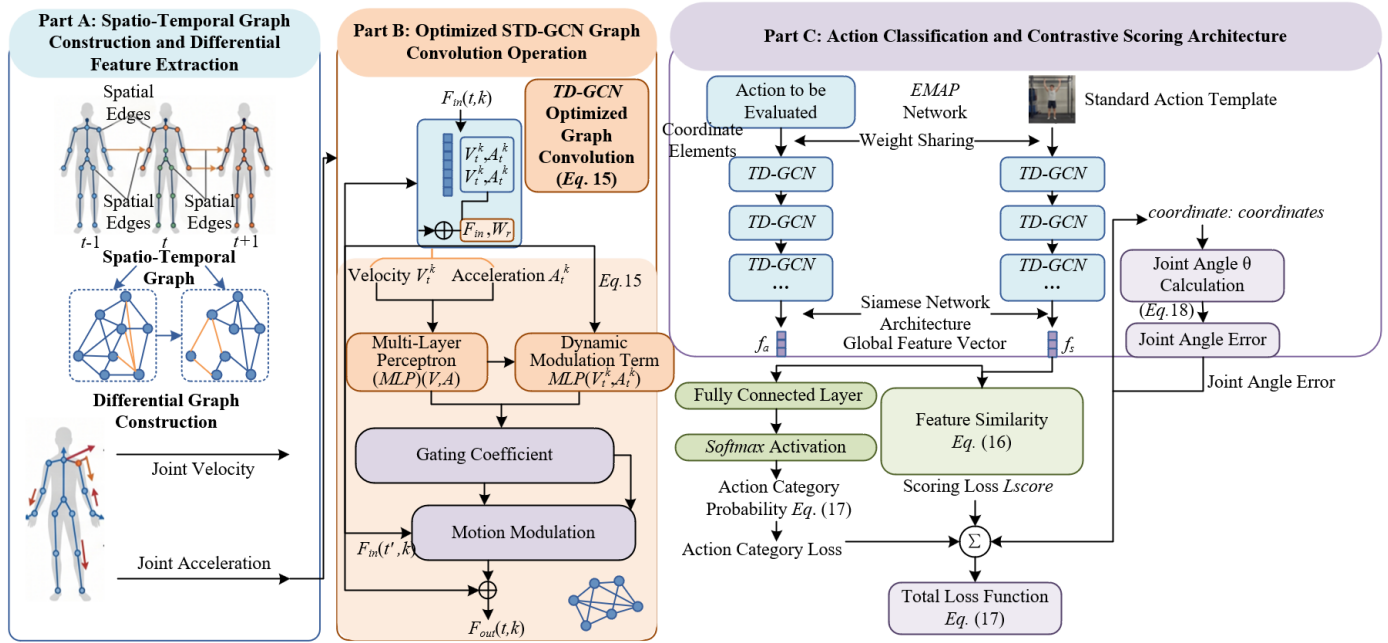 Part A: Spatio-Temporal Graph
Construction and Differential
Feature Extraction
Spatial
Edges
Spatial
Edges
Spatial
Edges
t-1
t
t+1
Spatio-Temporal
Graph
Differential Graph
Construction
Joint Velocity
Joint Acceleration
Part B: Optimized STD-GCN Graph
Convolution Operation
F_in(t,k)
TD-GCN
Optimized
Graph
Convolution
(Eq. 15)
V_t^k,A_t^k
V_t^k,A_t^k
F_in,W_r
Velocity V_t^k
Acceleration A_t^k
Eq.15
Multi-Layer
Perceptron
(MLP)(V,A)
Dynamic
Modulation Term
MLP(V_t^k,A_t^k)
Gating Coefficient
Motion Modulation
F_in(t′,k)
F_out(t,k)
Part C: Action Classification and Contrastive Scoring Architecture
Action to be
Evaluated
EMAP
Network
Standard Action Template
Coordinate
Elements
Weight Sharing
TD-GCN
TD-GCN
TD-GCN
...
TD-GCN
TD-GCN
TD-GCN
...
coordinate: coordinates
Joint Angle θ
Calculation
(Eq.18)
Joint Angle Error
Joint Angle Error
Siamese Network
Architecture
Global Feature Vector
f_a
f_s
Fully Connected Layer
Softmax Activation
Action Category
Probability Eq. (17)
Action Category Loss
Feature Similarity
Eq. (16)
Scoring Loss Lscore
Σ
Total Loss Function
Eq. (17)